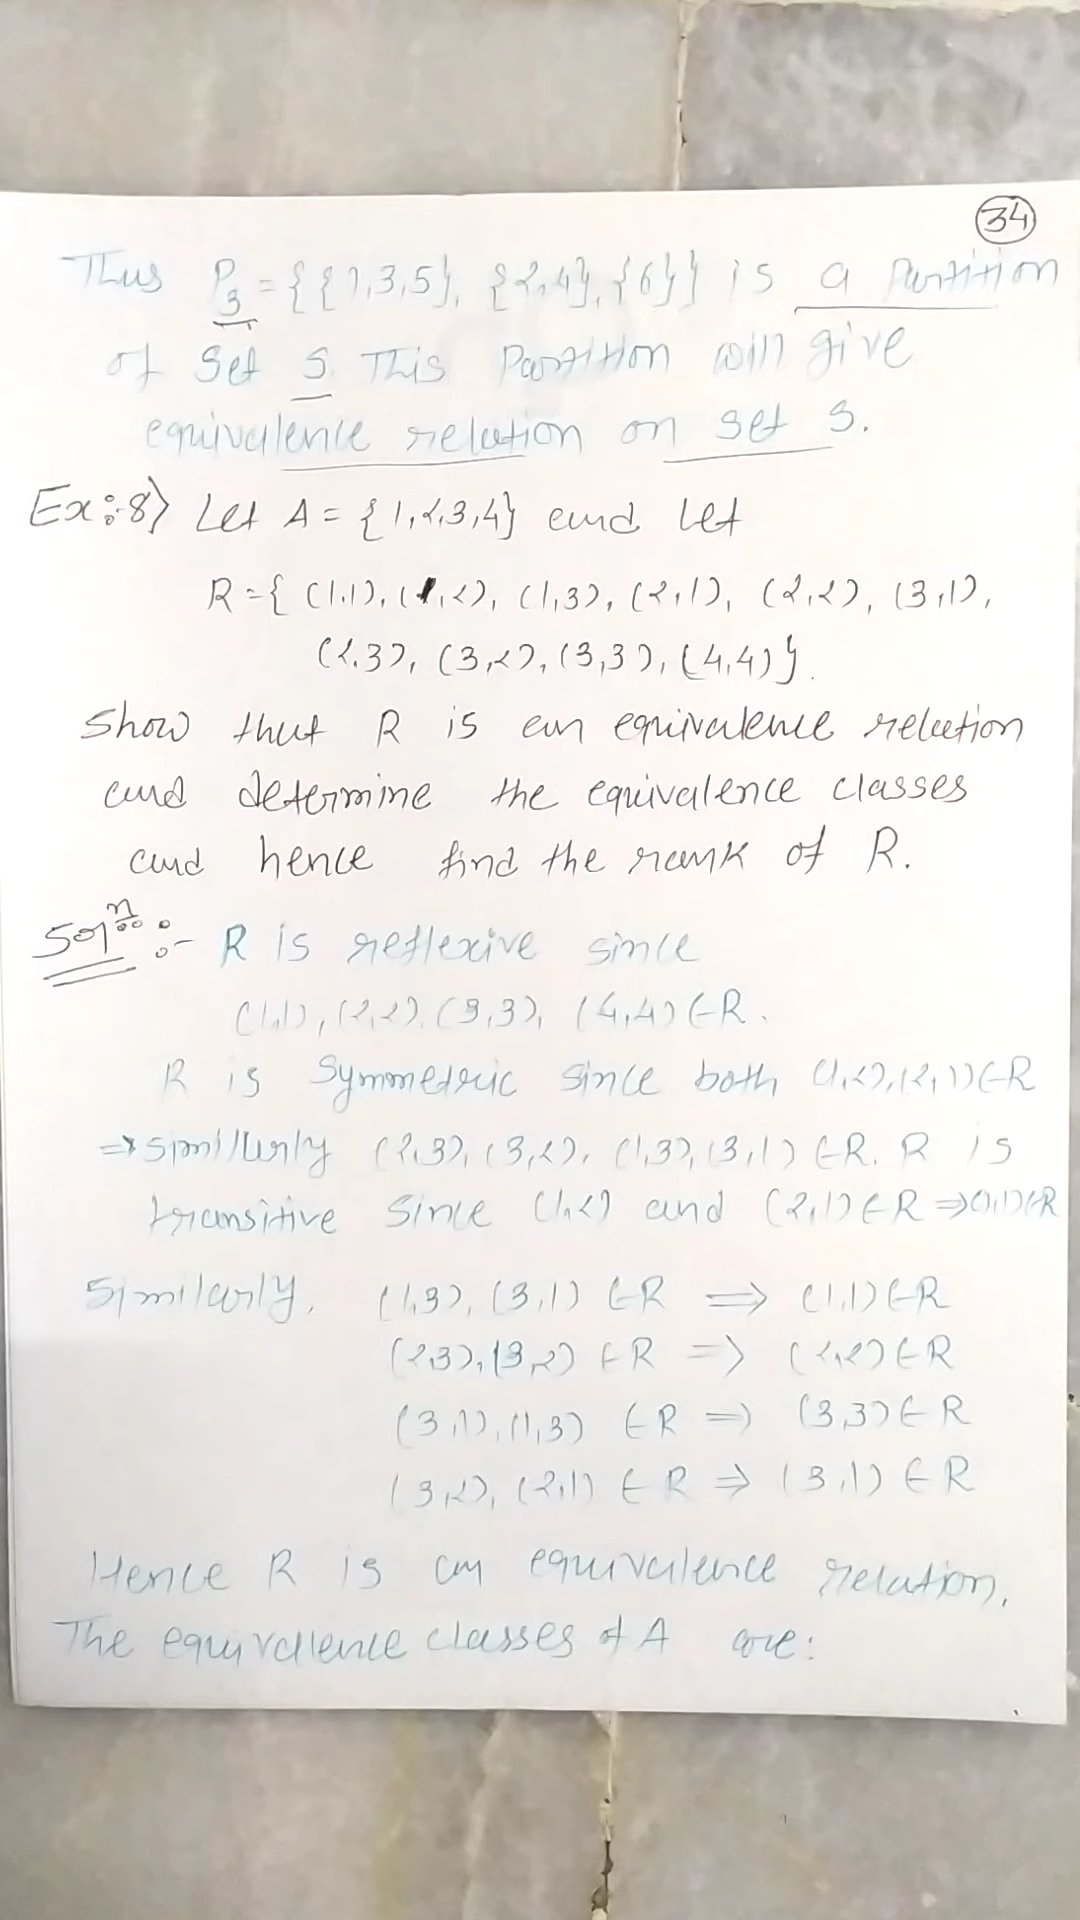 34
Thus P3 = {{1,3,5}, {2,4}, {6}} is a Partition
of Set S. This Partition will give
equivalence relation on Set S.
Ex:-8) Let A = {1,2,3,4} and Let
R = { (1,1), (1,2), (1,3), (2,1), (2,2), (3,1),
(2,3), (3,2), (3,3), (4,4)}.
Show that R is an equivalence relation
and determine the equivalence classes
and hence find the rank of R.
Solⁿ :- R is reflexive since
(1,1), (2,2), (3,3), (4,4) ∈ R.
R is Symmetric since both (1,2), (2,1) ∈ R
⇒ similarly (2,3), (3,2), (1,3), (3,1) ∈ R. R is
transitive since (1,2) and (2,1) ∈ R ⇒ (1,1) ∈ R
Similarly, (1,3), (3,1) ∈ R ⇒ (1,1) ∈ R
(2,3), (3,2) ∈ R ⇒ (2,2) ∈ R
(3,1), (1,3) ∈ R ⇒ (3,3) ∈ R
(3,2), (2,1) ∈ R ⇒ (3,1) ∈ R
Hence R is an equivalence relation.
The equivalence classes of A are: